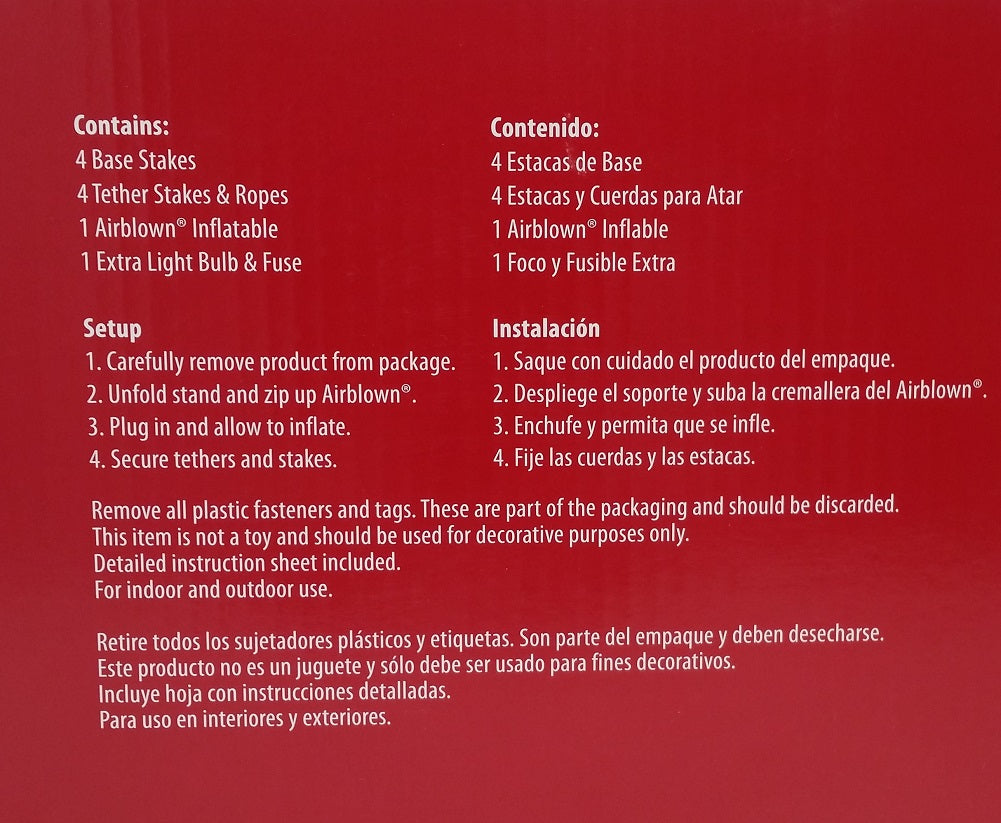 Contains:
4 Base Stakes
4 Tether Stakes & Ropes
1 Airblown® Inflatable
1 Extra Light Bulb & Fuse
Contenido:
4 Estacas de Base
4 Estacas y Cuerdas para Atar
1 Airblown® Inflable
1 Foco y Fusible Extra
Setup
1. Carefully remove product from package.
2. Unfold stand and zip up Airblown®.
3. Plug in and allow to inflate.
4. Secure tethers and stakes.
Instalación
1. Saque con cuidado el producto del empaque.
2. Despliege el soporte y suba la cremallera del Airblown®.
3. Enchufe y permita que se infle.
4. Fije las cuerdas y las estacas.
Remove all plastic fasteners and tags. These are part of the packaging and should be discarded.
This item is not a toy and should be used for decorative purposes only.
Detailed instruction sheet included.
For indoor and outdoor use.
Retire todos los sujetadores plásticos y etiquetas. Son parte del empaque y deben desecharse.
Este producto no es un juguete y sólo debe ser usado para fines decorativos.
Incluye hoja con instrucciones detalladas.
Para uso en interiores y exteriores.